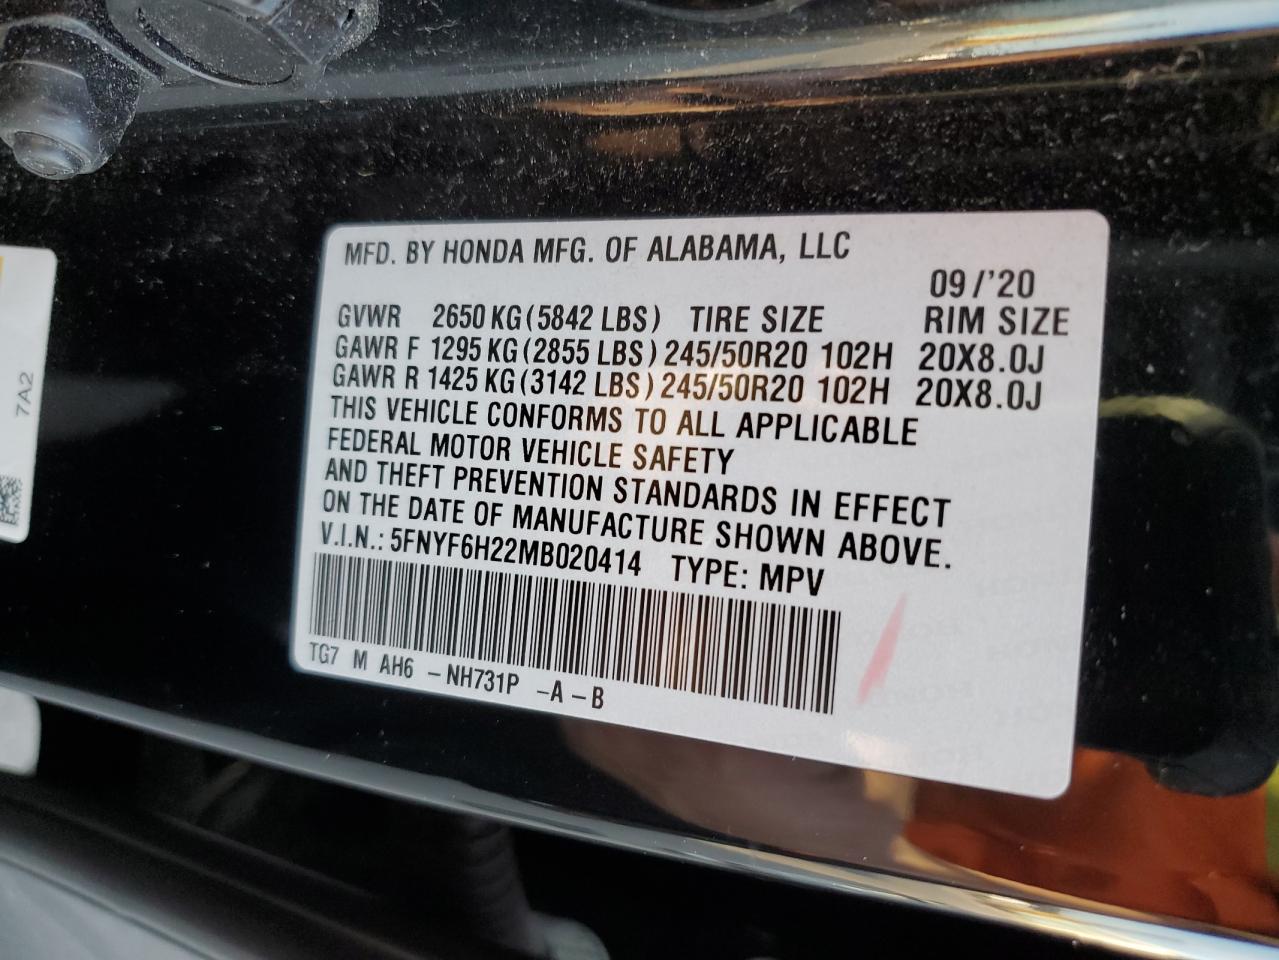 MFD. BY HONDA MFG. OF ALABAMA, LLC
09/'20
GVWR 2650 KG (5842 LBS) TIRE SIZE RIM SIZE
GAWR F 1295 KG (2855 LBS) 245/50R20 102H 20X8.0J
GAWR R 1425 KG (3142 LBS) 245/50R20 102H 20X8.0J
THIS VEHICLE CONFORMS TO ALL APPLICABLE
FEDERAL MOTOR VEHICLE SAFETY
AND THEFT PREVENTION STANDARDS IN EFFECT
ON THE DATE OF MANUFACTURE SHOWN ABOVE.
V.I.N.: 5FNYF6H22MB020414 TYPE: MPV
TG7 M AH6 - NH731P - A - B
7A2